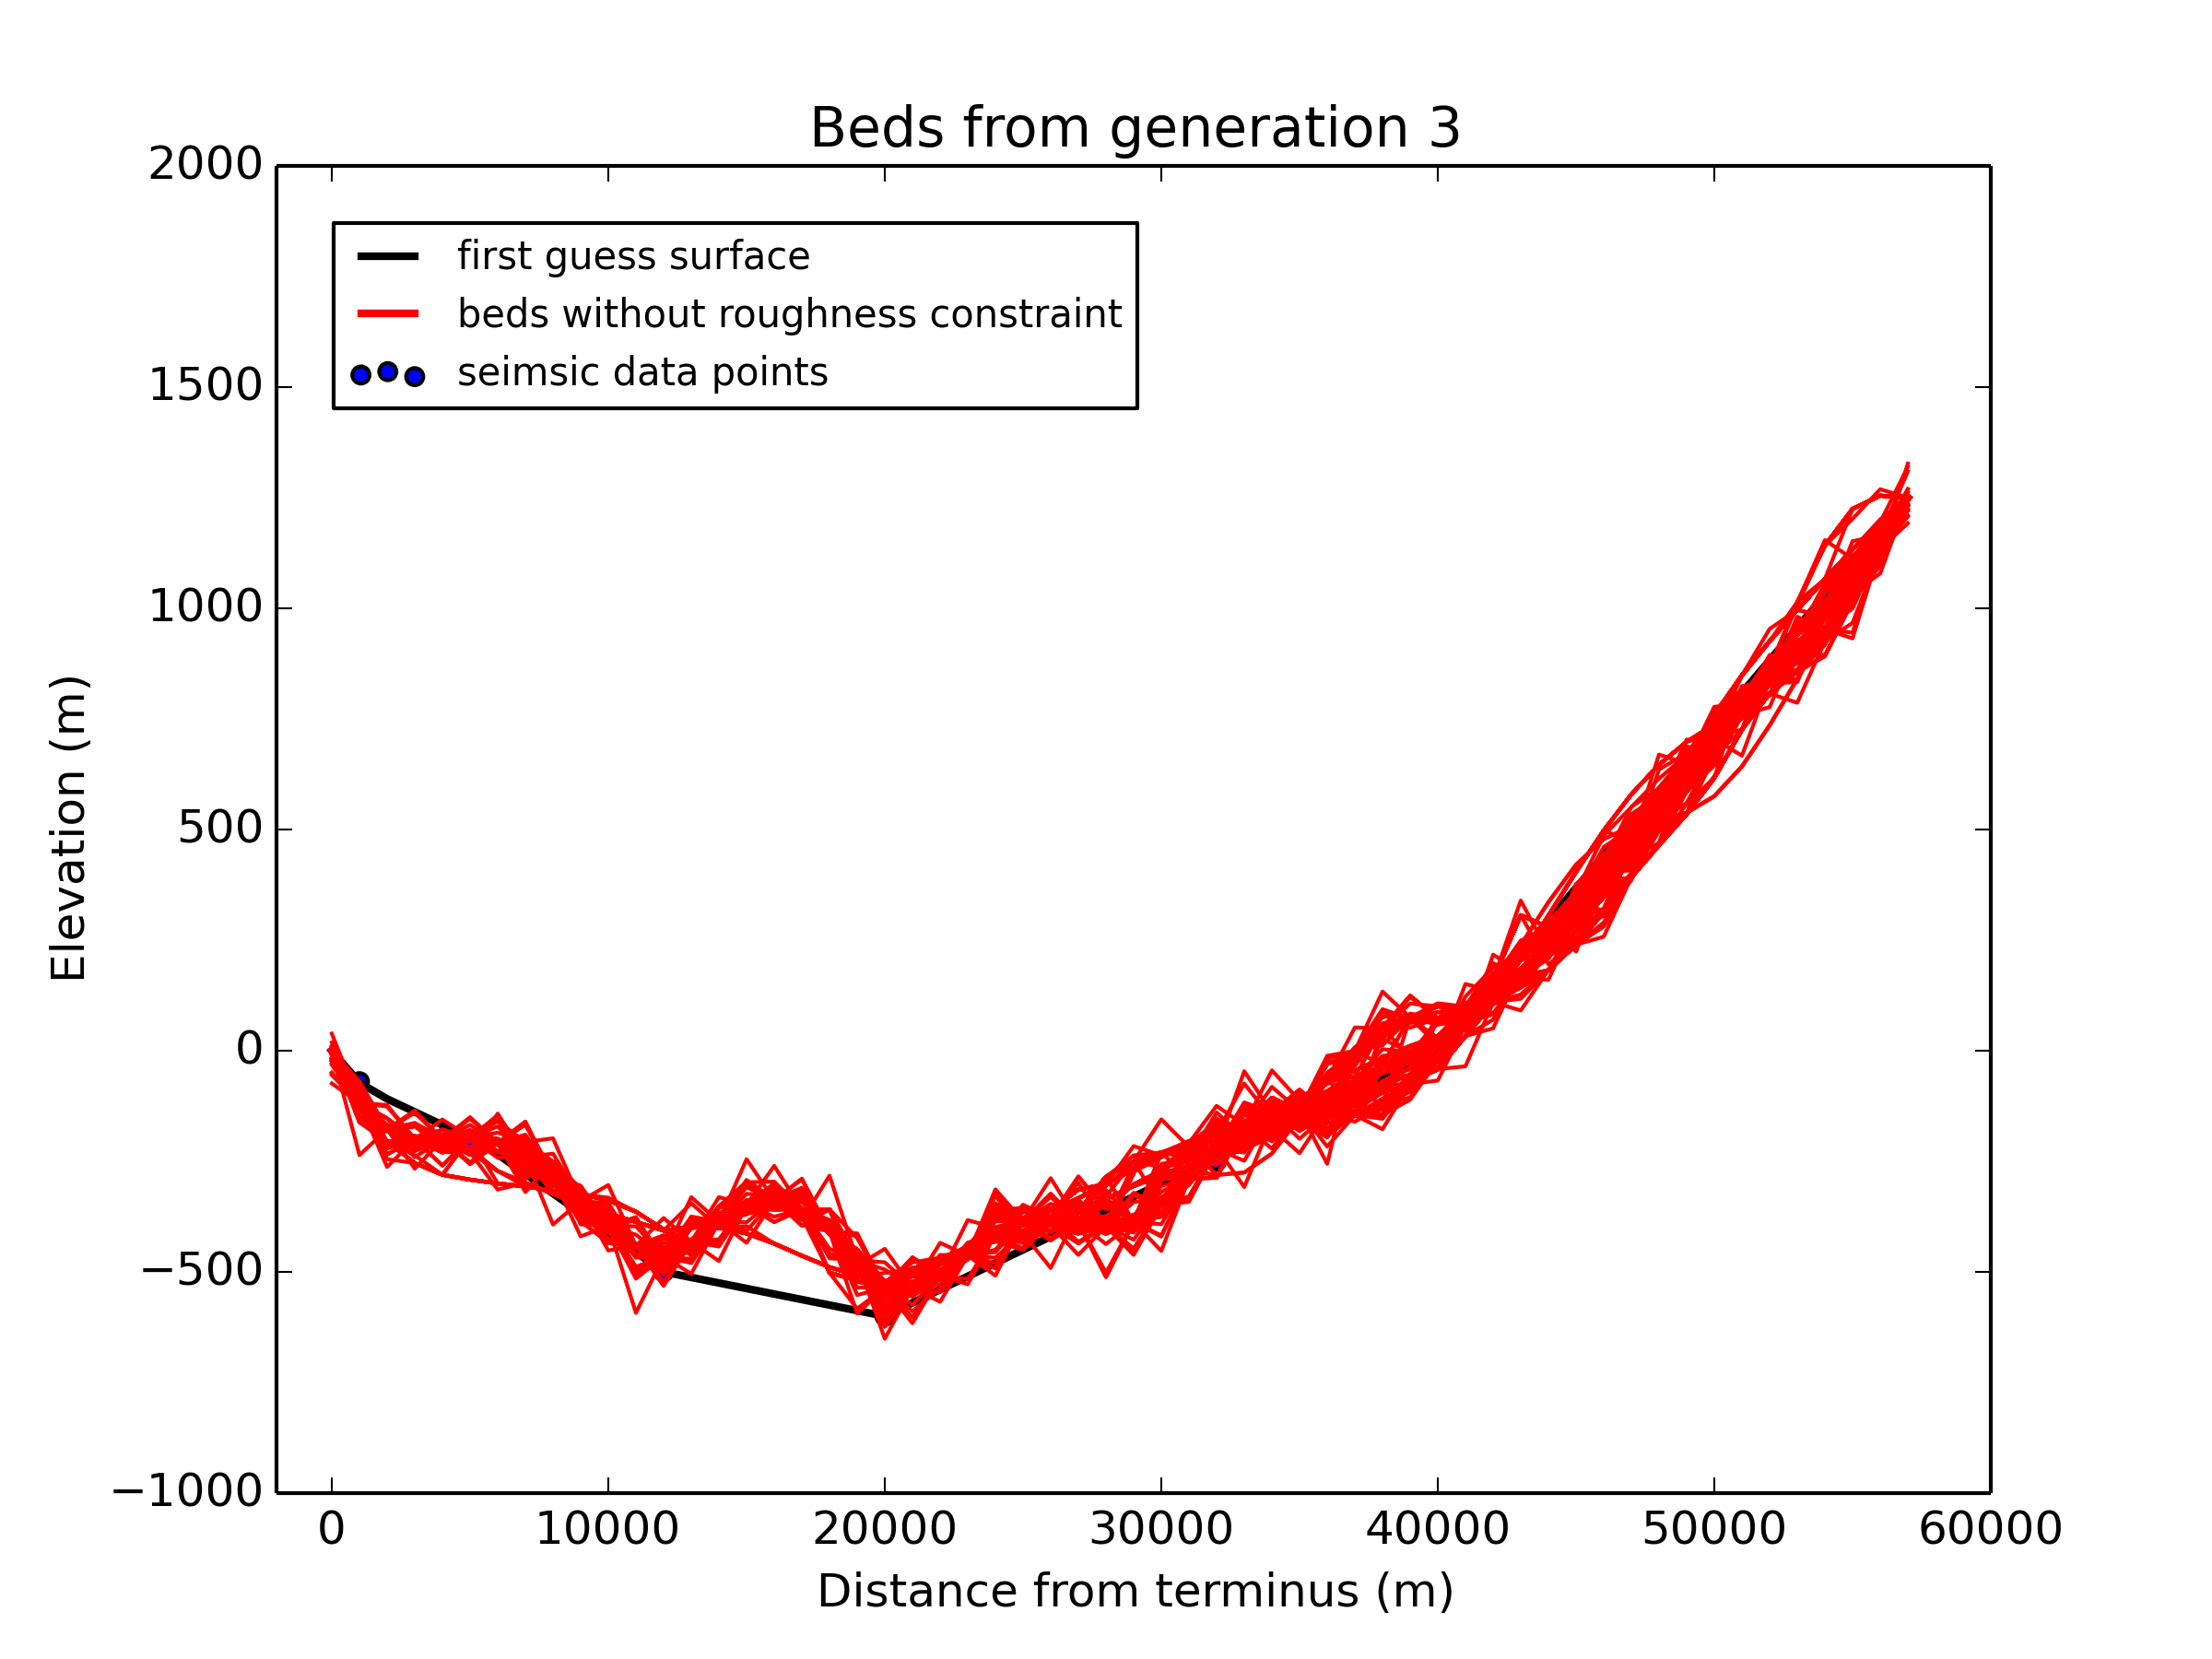 Beds from generation 3
2000
1500
1000
500
0
−500
−1000
first guess surface
beds without roughness constraint
seimsic data points
Elevation (m)
0 10000 20000 30000 40000 50000 60000
Distance from terminus (m)